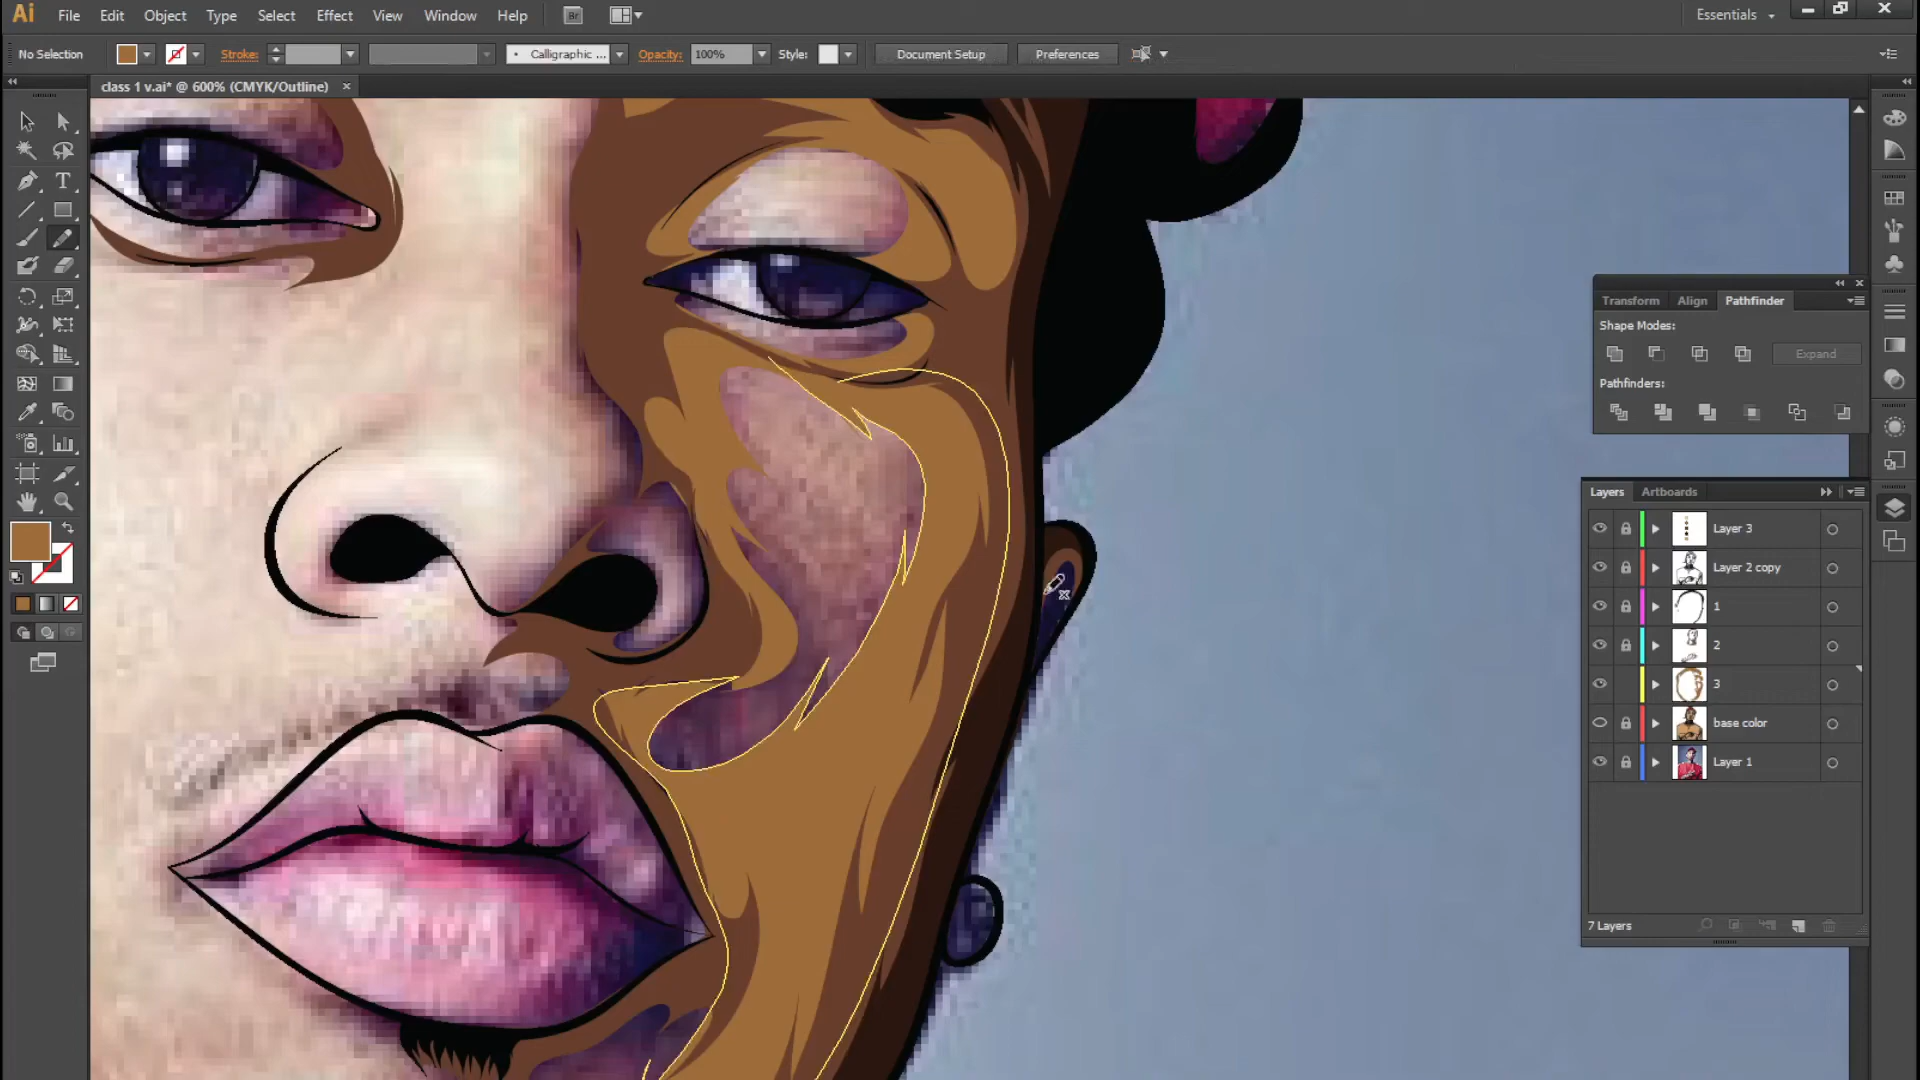 Ai File Edit Object Type Select Effect View Window Help Br Essentials
No Selection Stroke: Calligraphic ... Opacity: 100% Style: Document Setup Preferences
class 1 v.ai* @ 600% (CMYK/Outline)
Transform Align Pathfinder
Shape Modes:
Expand
Pathfinders:
Layers Artboards
Layer 3
Layer 2 copy
1
2
3
base color
Layer 1
7 Layers